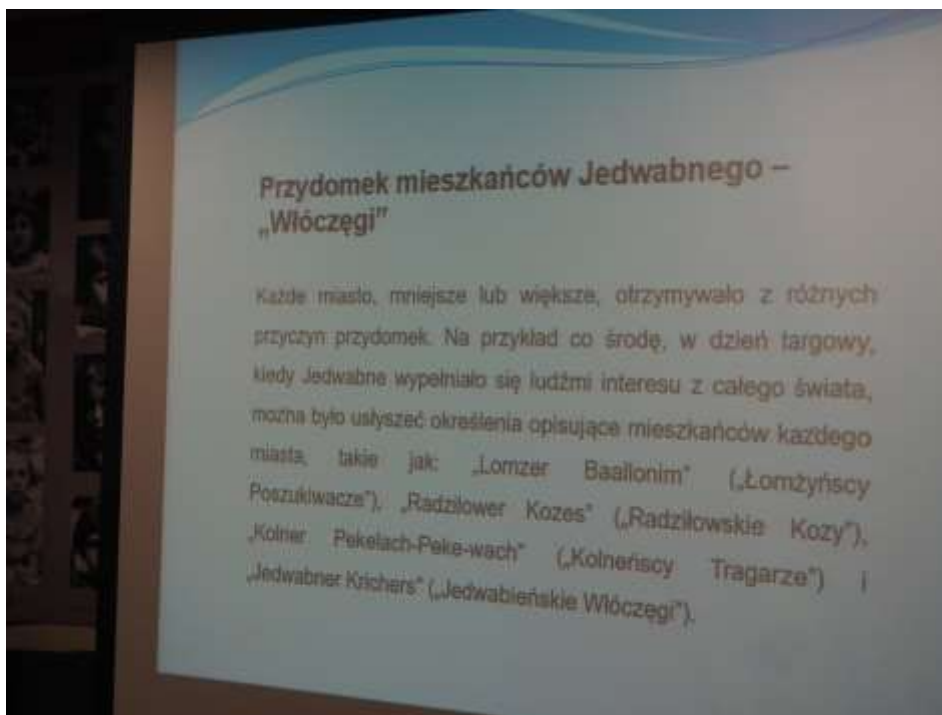 Przydomek mieszkańców Jedwabnego –
„Włóczęgi”
Każde miasto, mniejsze lub większe, otrzymywało z różnych
przyczyn przydomek. Na przykład co środę, w dzień targowy,
kiedy Jedwabne wypełniało się ludźmi interesu z całego świata,
można było usłyszeć określenia opisujące mieszkańców każdego
miasta, takie jak: „Lomzer Baallonim” („Łomżyńscy
Poszukiwacze”), „Radzilower Kozes” („Radziłowskie Kozy”),
„Kolner Pekelach-Peke-wach” („Kolneńscy Tragarze”) i
„Jedwabner Krichers” („Jedwabieńskie Włóczęgi”).